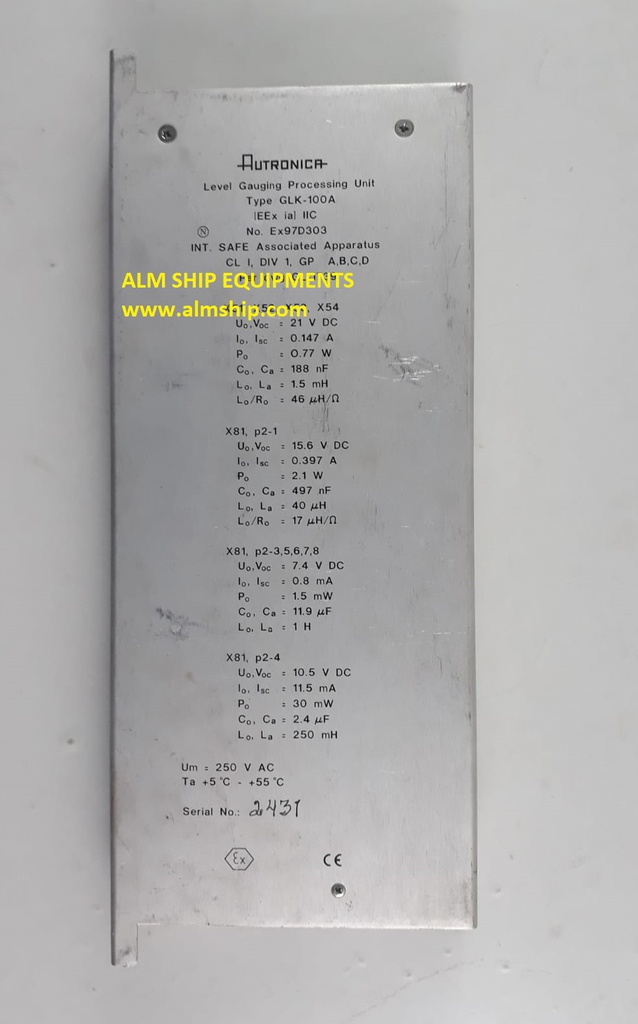 AUTRONICA
Level Gauging Processing Unit
Type GLK-100A
[EEx ia] IIC
N No. Ex97D303
INT. SAFE Associated Apparatus
CL I, DIV 1, GP A,B,C,D
ALM SHIP EQUIPMENTS
www.almship.com
X54
Uo,Voc = 21 V DC
Io, Isc = 0.147 A
Po = 0.77 W
Co, Ca = 188 nF
Lo, La = 1.5 mH
Lo/Ro = 46 µH/Ω
X81, p2-1
Uo,Voc = 15.6 V DC
Io, Isc = 0.397 A
Po = 2.1 W
Co, Ca = 497 nF
Lo, La = 40 µH
Lo/Ro = 17 µH/Ω
X81, p2-3,5,6,7,8
Uo,Voc = 7.4 V DC
Io, Isc = 0.8 mA
Po = 1.5 mW
Co, Ca = 11.9 µF
Lo, La = 1 H
X81, p2-4
Uo,Voc = 10.5 V DC
Io, Isc = 11.5 mA
Po = 30 mW
Co, Ca = 2.4 µF
Lo, La = 250 mH
Um = 250 V AC
Ta +5°C - +55°C
Serial No.: 2431
Ex CE